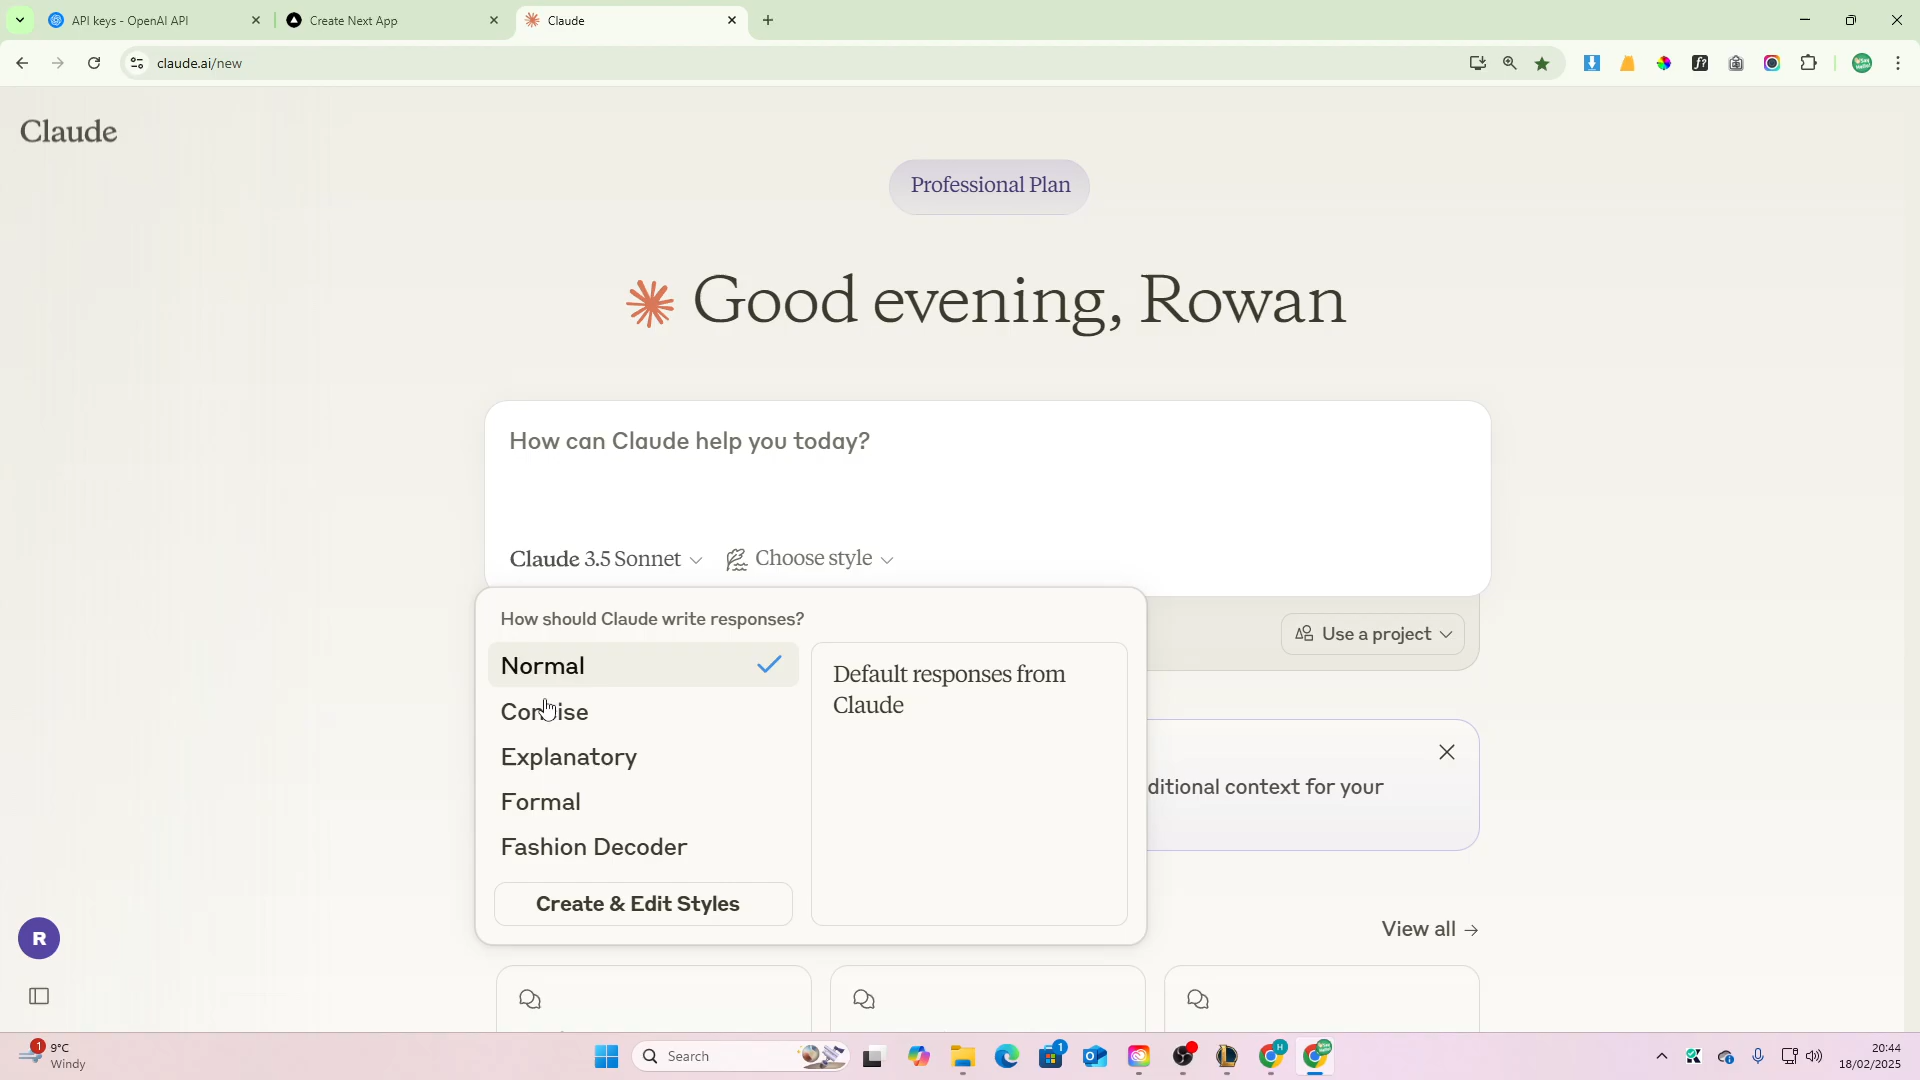 API keys - OpenAI API
Create Next App
Claude
claude.ai/new
Claude
Professional Plan
Good evening, Rowan
How can Claude help you today?
Claude 3.5 Sonnet
Choose style
How should Claude write responses?
Use a project
Normal
Default responses from
Claude
Concise
Explanatory
ditional context for your
Formal
Fashion Decoder
Create & Edit Styles
View all →
R
1
9°C
Windy
Search
1
H
20:44
18/02/2025